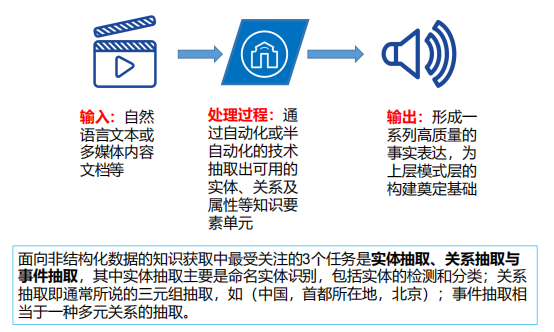 输入：自然
语言文本或
多媒体内容
文档等
处理过程：通
过自动化或半
自动化的技术
抽取出可用的
实体、关系及
属性等知识要
素单元
输出：形成一
系列高质量的
事实表达，为
上层模式层的
构建奠定基础
面向非结构化数据的知识获取中最受关注的3个任务是实体抽取、关系抽取与
事件抽取，其中实体抽取主要是命名实体识别，包括实体的检测和分类；关系
抽取即通常所说的三元组抽取，如（中国，首都所在地，北京）；事件抽取相
当于一种多元关系的抽取。